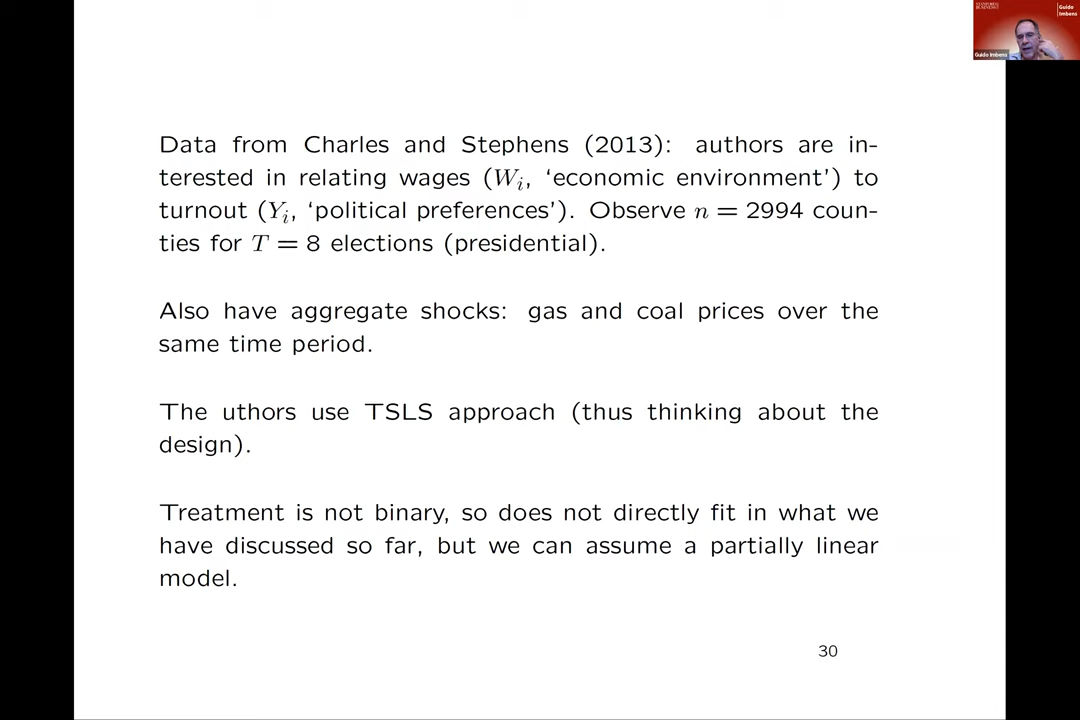 STANFORD
BUSINESS
Guido
Imbens
Guido Imbens
Data from Charles and Stephens (2013): authors are in-
terested in relating wages (Wᵢ, ‘economic environment’) to
turnout (Yᵢ, ‘political preferences’). Observe n = 2994 coun-
ties for T = 8 elections (presidential).
Also have aggregate shocks: gas and coal prices over the
same time period.
The uthors use TSLS approach (thus thinking about the
design).
Treatment is not binary, so does not directly fit in what we
have discussed so far, but we can assume a partially linear
model.
30